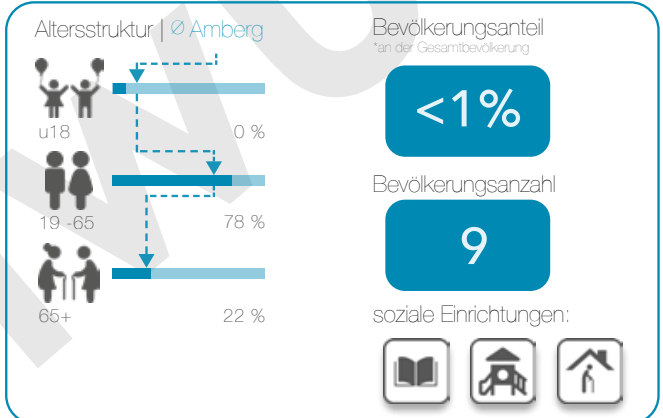 Altersstruktur | Ø Amberg
u18
0 %
19 -65
78 %
65+
22 %
Bevölkerungsanteil
*an der Gesamtbevölkerung
<1%
Bevölkerungsanzahl
9
soziale Einrichtungen: